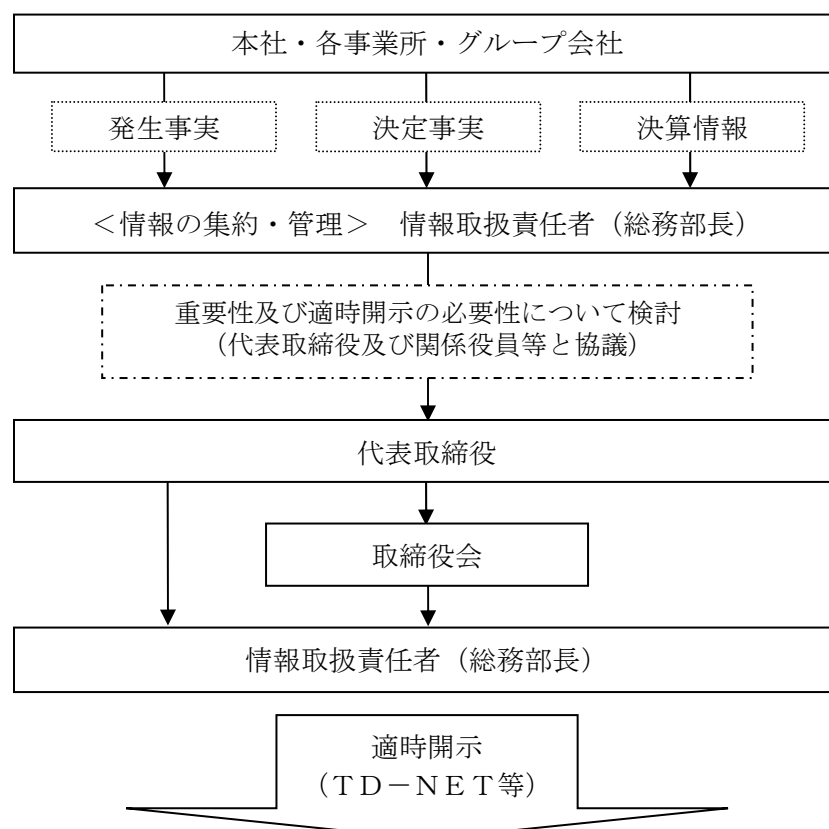 本社・各事業所・グループ会社
発生事実
決定事実
決算情報
＜情報の集約・管理＞　情報取扱責任者（総務部長）
重要性及び適時開示の必要性について検討
（代表取締役及び関係役員等と協議）
代表取締役
取締役会
情報取扱責任者（総務部長）
適時開示
（ＴＤ－ＮＥＴ等）